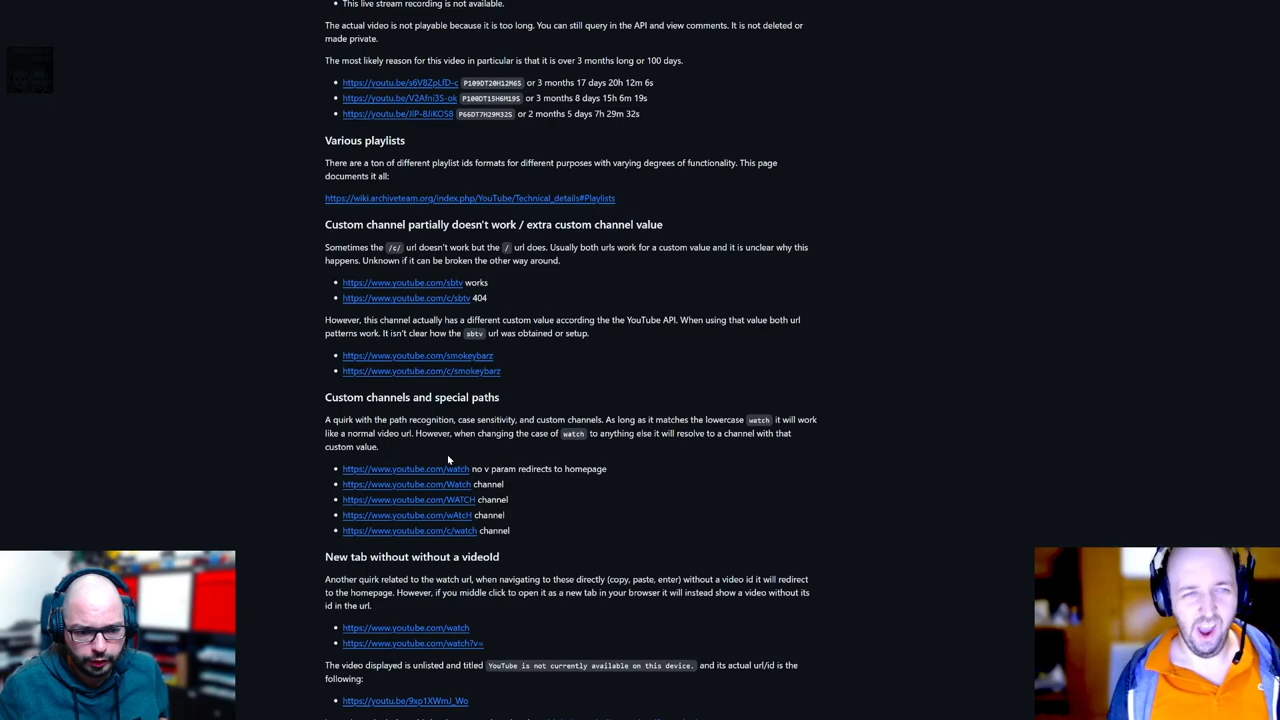 This live stream recording is not available.
The actual video is not playable because it is too long. You can still query in the API and view comments. It is not deleted or
made private.
The most likely reason for this video in particular is that it is over 3 months long or 100 days.
https://youtu.be/s6V8ZpLfD-c P109DT20H12M6S or 3 months 17 days 20h 12m 6s
https://youtu.be/V2Afni3S-ok P100DT15H6M19S or 3 months 8 days 15h 6m 19s
https://youtu.be/JlP-8JiKOS8 P66DT7H29M32S or 2 months 5 days 7h 29m 32s
Various playlists
There are a ton of different playlist ids formats for different purposes with varying degrees of functionality. This page
documents it all:
https://wiki.archiveteam.org/index.php/YouTube/Technical_details#Playlists
Custom channel partially doesn't work / extra custom channel value
Sometimes the /c/ url doesn't work but the / url does. Usually both urls work for a custom value and it is unclear why this
happens. Unknown if it can be broken the other way around.
https://www.youtube.com/sbtv works
https://www.youtube.com/c/sbtv 404
However, this channel actually has a different custom value according the the YouTube API. When using that value both url
patterns work. It isn't clear how the sbtv url was obtained or setup.
https://www.youtube.com/smokeybarz
https://www.youtube.com/c/smokeybarz
Custom channels and special paths
A quirk with the path recognition, case sensitivity, and custom channels. As long as it matches the lowercase watch it will work
like a normal video url. However, when changing the case of watch to anything else it will resolve to a channel with that
custom value.
https://www.youtube.com/watch no v param redirects to homepage
https://www.youtube.com/Watch channel
https://www.youtube.com/WATCH channel
https://www.youtube.com/wAtcH channel
https://www.youtube.com/c/watch channel
New tab without without a videoId
Another quirk related to the watch url, when navigating to these directly (copy, paste, enter) without a video id it will redirect
to the homepage. However, if you middle click to open it as a new tab in your browser it will instead show a video without its
id in the url.
https://www.youtube.com/watch
https://www.youtube.com/watch?v=
The video displayed is unlisted and titled YouTube is not currently available on this device. and its actual url/id is the
following:
https://youtu.be/9xp1XWmJ_Wo